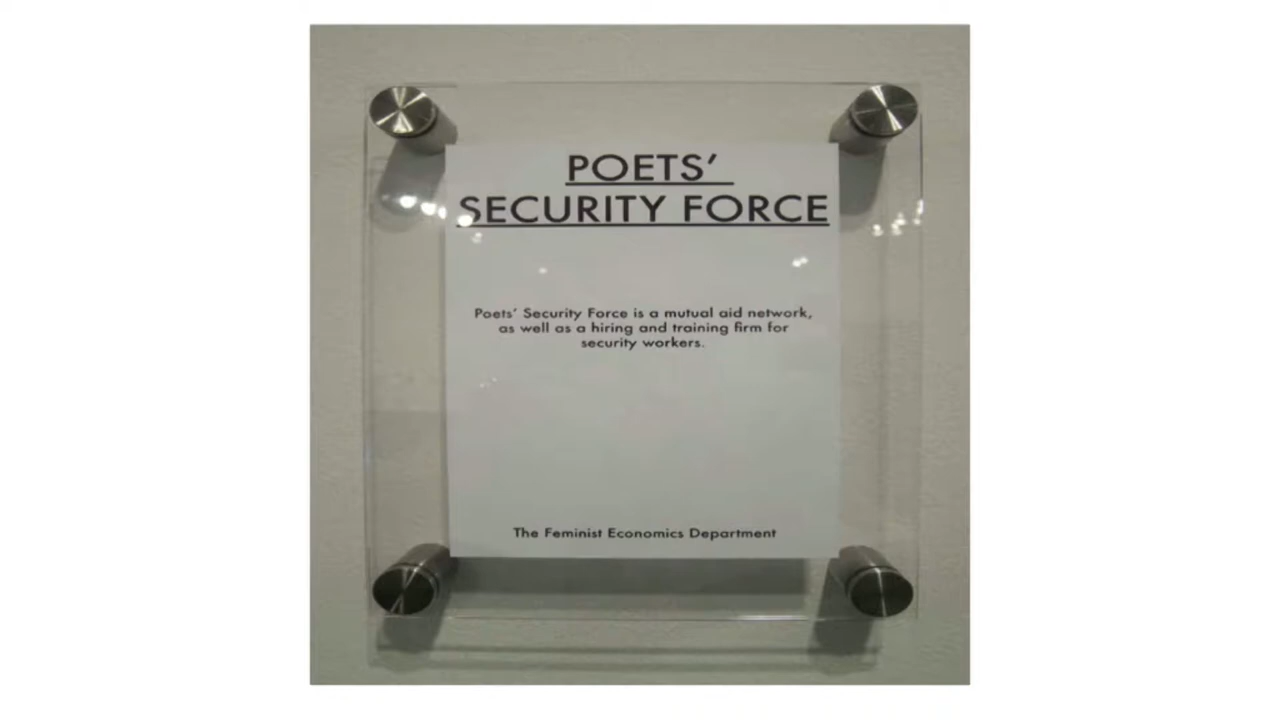 POETS'
SECURITY FORCE
Poets' Security Force is a mutual aid network,
as well as a hiring and training firm for
security workers.
The Feminist Economics Department